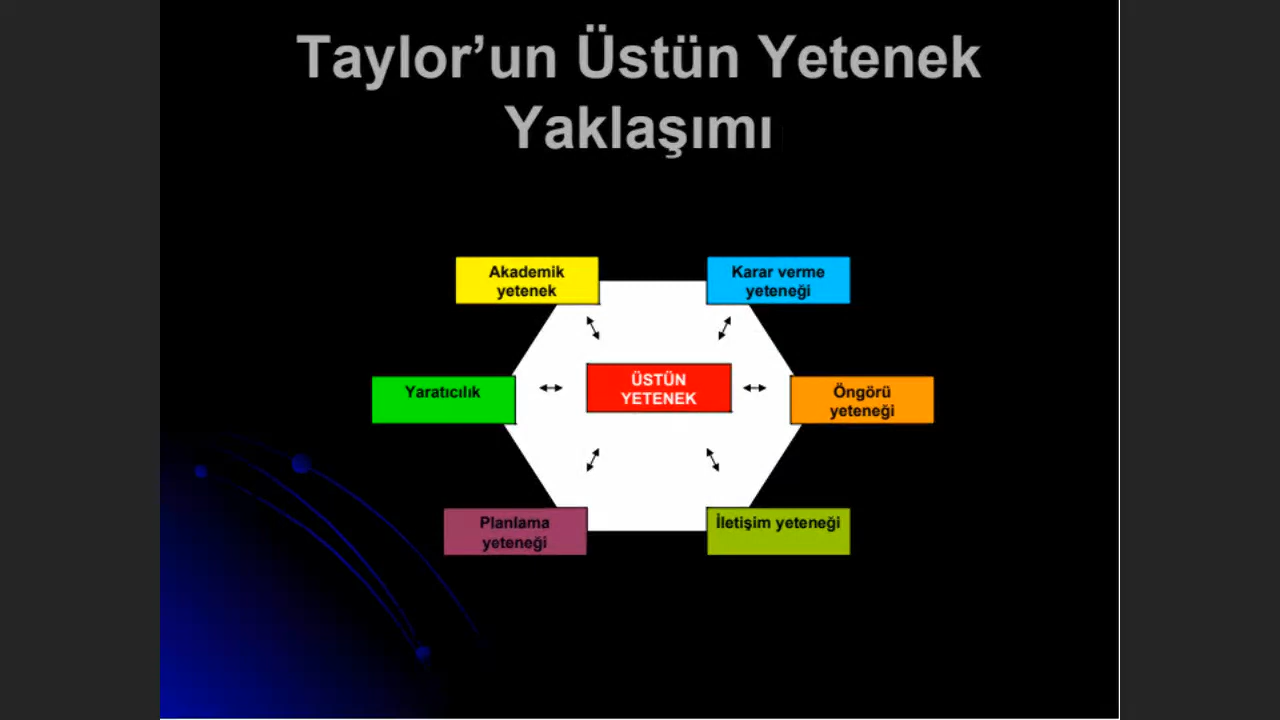 Taylor’un Üstün Yetenek
Yaklaşımı
Akademik
yetenek
Karar verme
yeteneği
Yaratıcılık
ÜSTÜN
YETENEK
Öngörü
yeteneği
Planlama
yeteneği
İletişim yeteneği